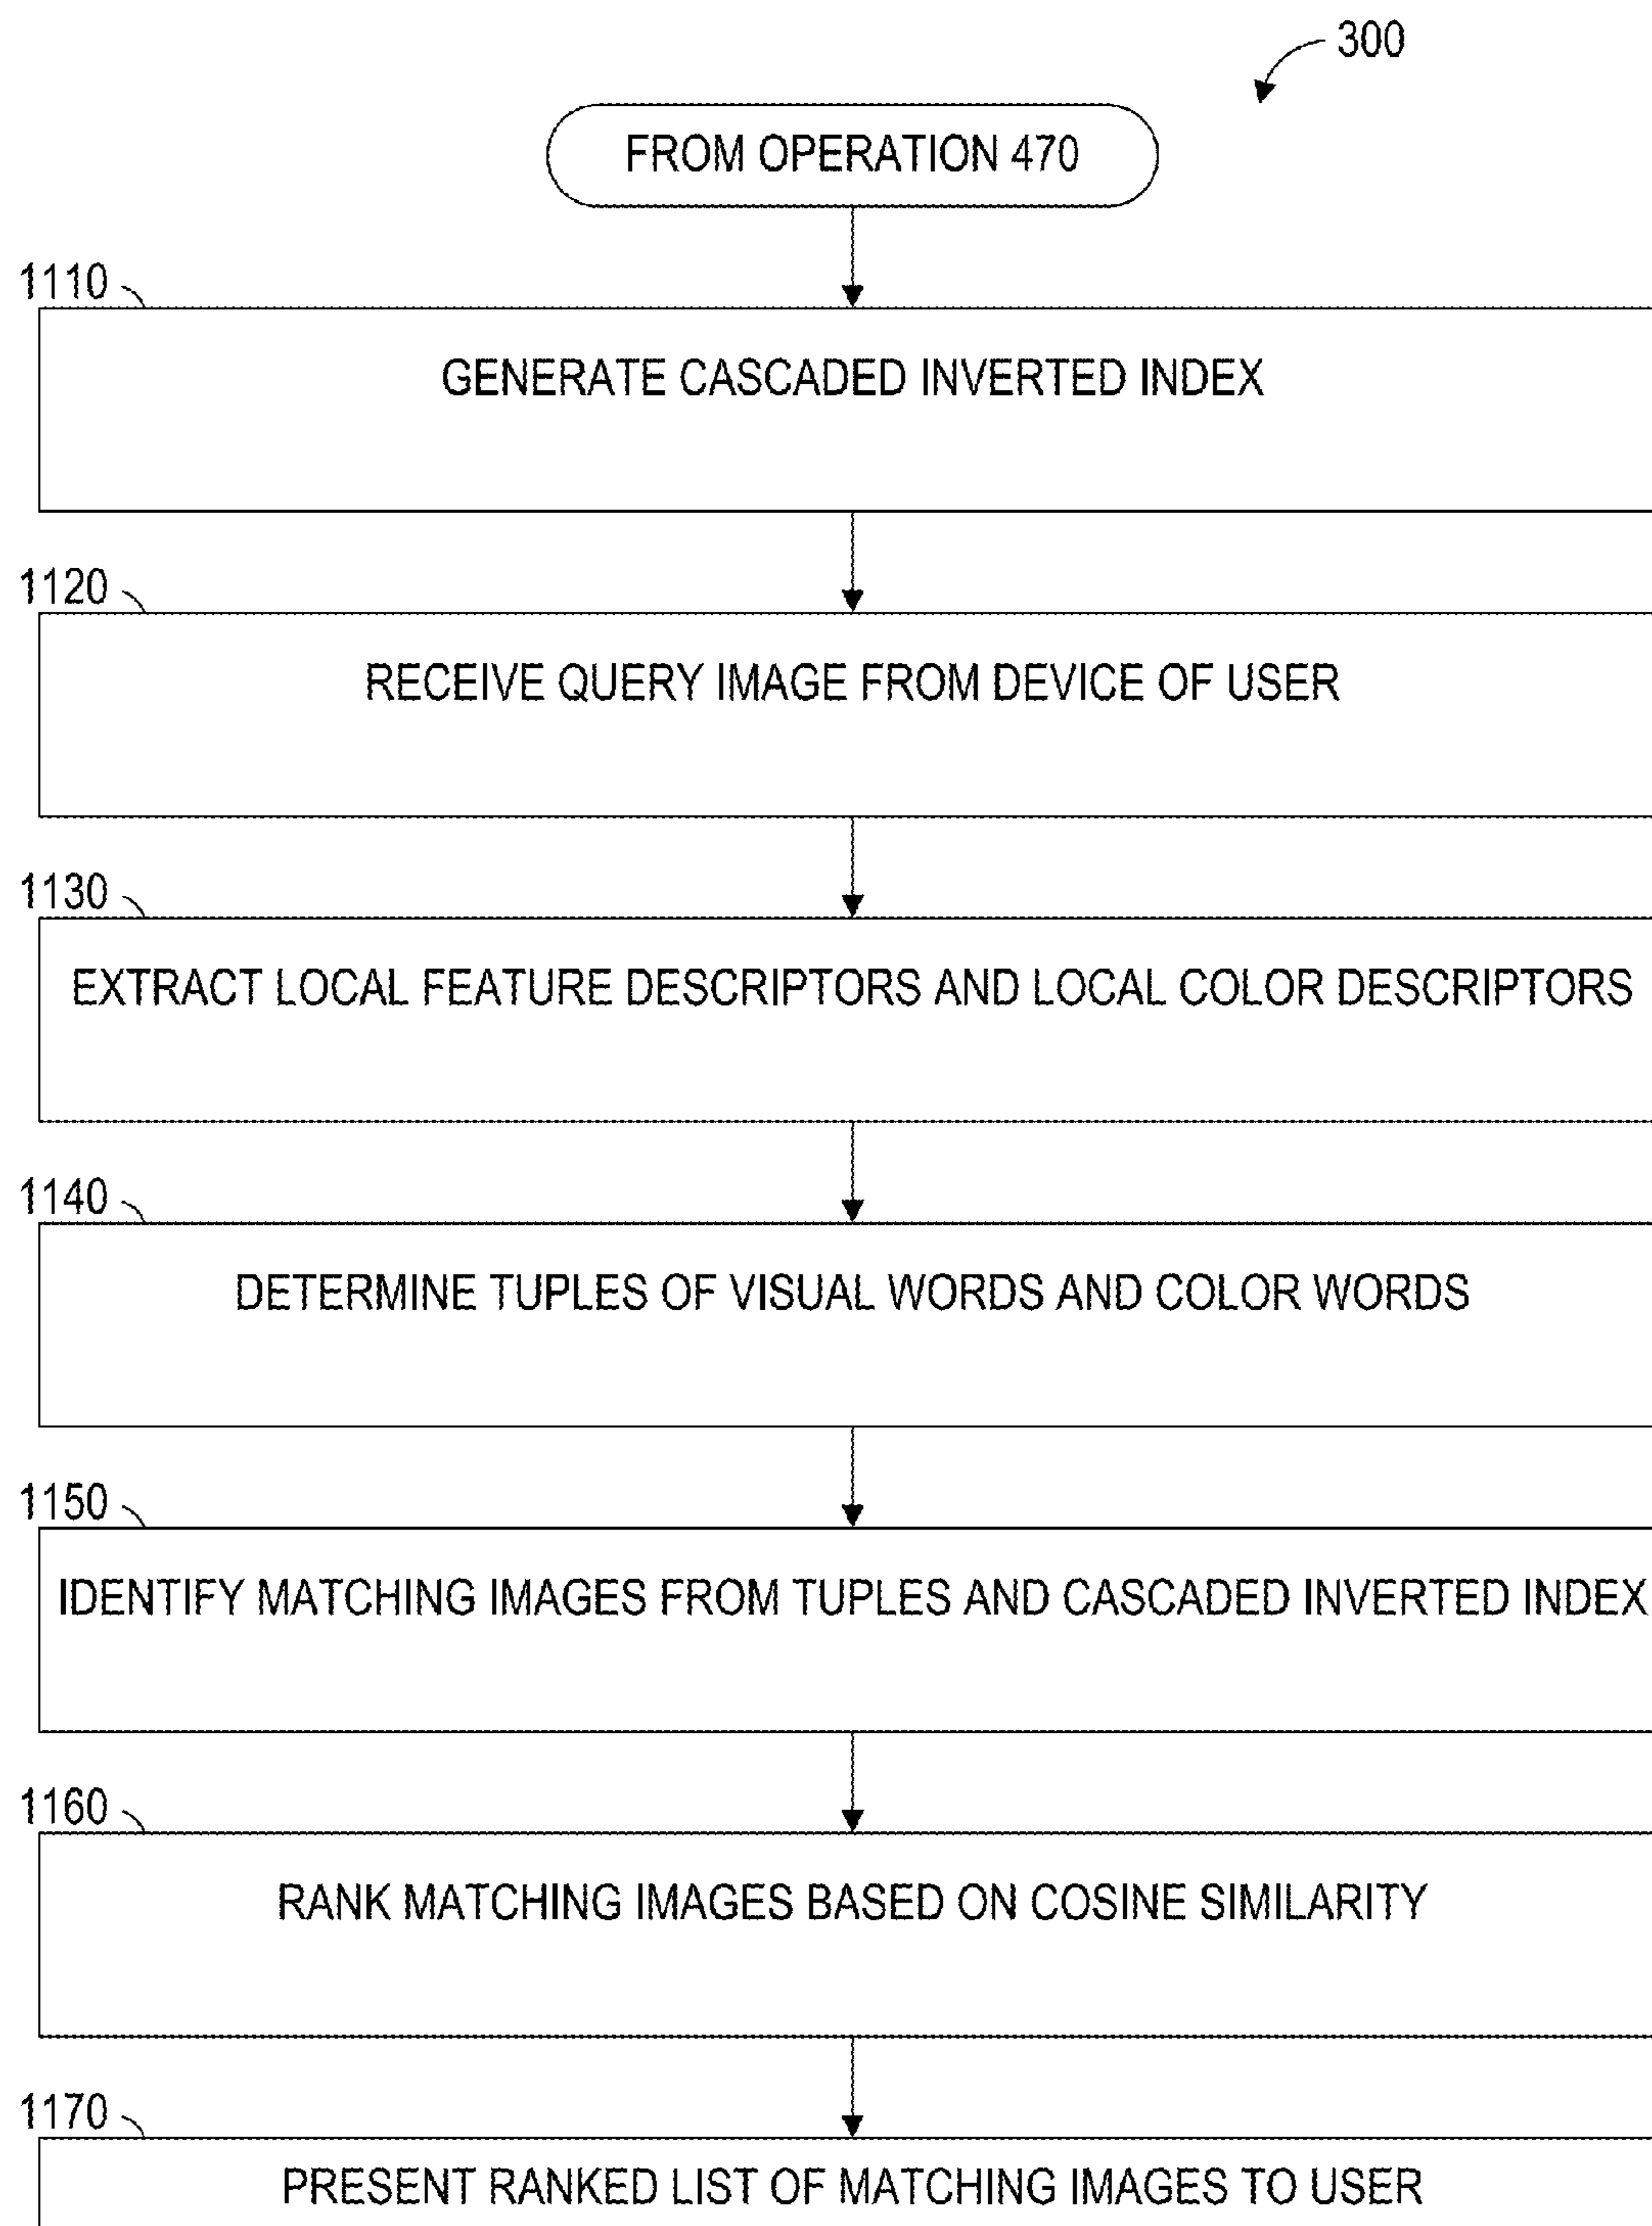 300
FROM OPERATION 470
1110
GENERATE CASCADED INVERTED INDEX
1120
RECEIVE QUERY IMAGE FROM DEVICE OF USER
1130
EXTRACT LOCAL FEATURE DESCRIPTORS AND LOCAL COLOR DESCRIPTORS
1140
DETERMINE TUPLES OF VISUAL WORDS AND COLOR WORDS
1150
IDENTIFY MATCHING IMAGES FROM TUPLES AND CASCADED INVERTED INDEX
1160
RANK MATCHING IMAGES BASED ON COSINE SIMILARITY
1170
PRESENT RANKED LIST OF MATCHING IMAGES TO USER